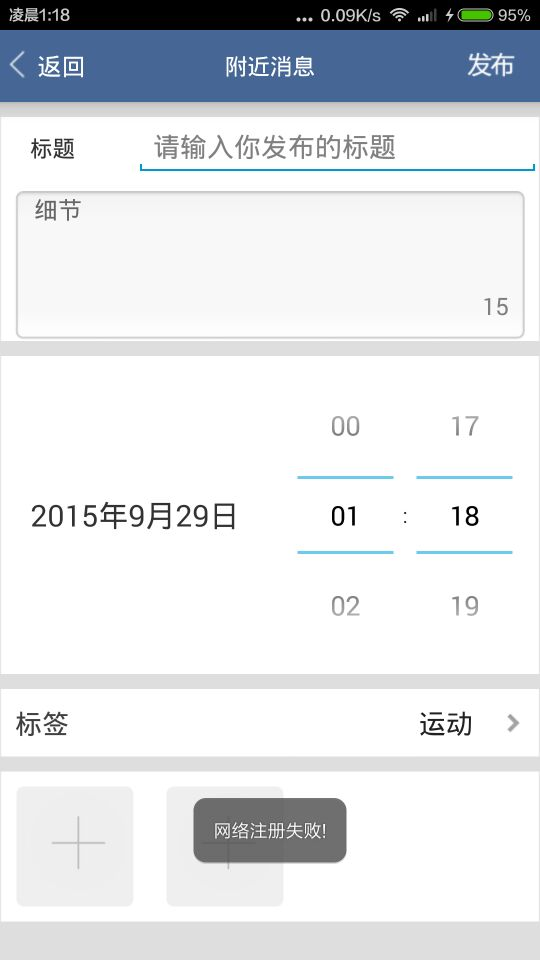 凌晨1:18 ... 0.09K/s 95%
返回 附近消息 发布
标题 请输入你发布的标题
细节
15
00 17
2015年9月29日 01 : 18
02 19
标签 运动
网络注册失败!